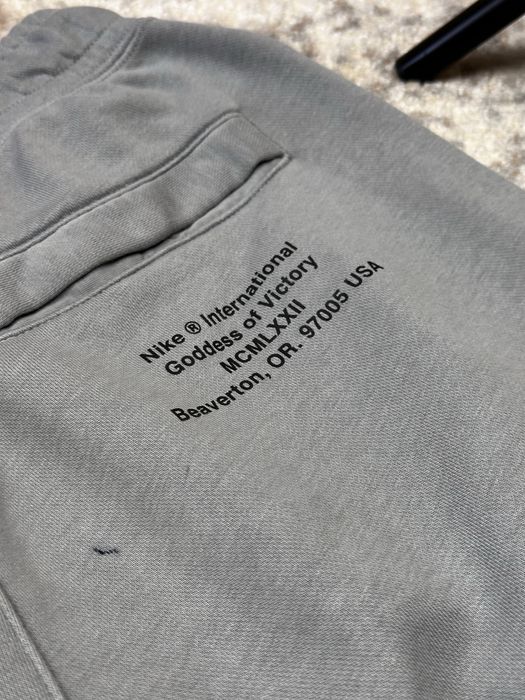 Nike ® International
Goddess of Victory
MCMLXXII
Beaverton, OR. 97005 USA